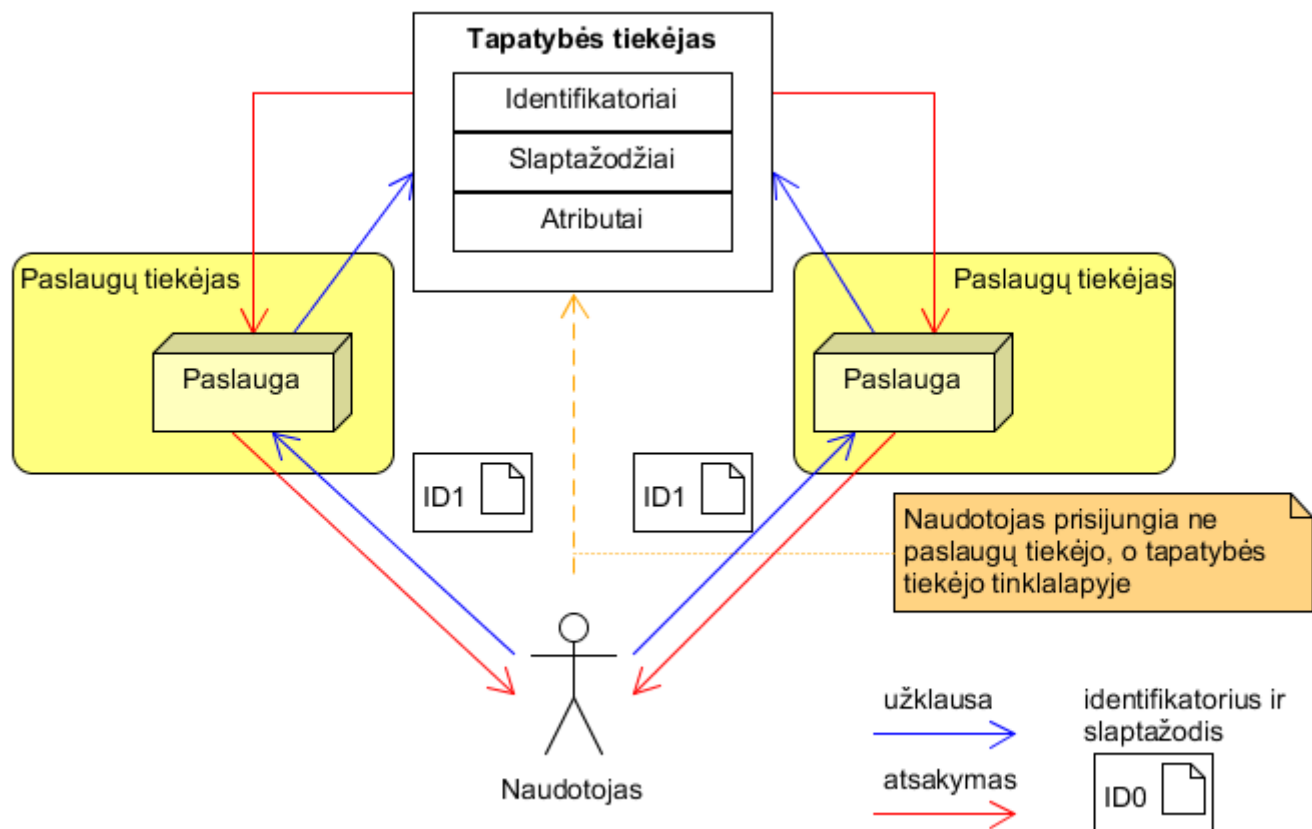 Tapatybės tiekėjas
Identifikatoriai
Slaptažodžiai
Atributai
Paslaugų tiekėjas
Paslaugų tiekėjas
Paslauga
Paslauga
ID1
ID1
Naudotojas prisijungia ne
paslaugų tiekėjo, o tapatybės
tiekėjo tinklalapyje
Naudotojas
užklausa
identifikatorius ir
slaptažodis
atsakymas
ID0